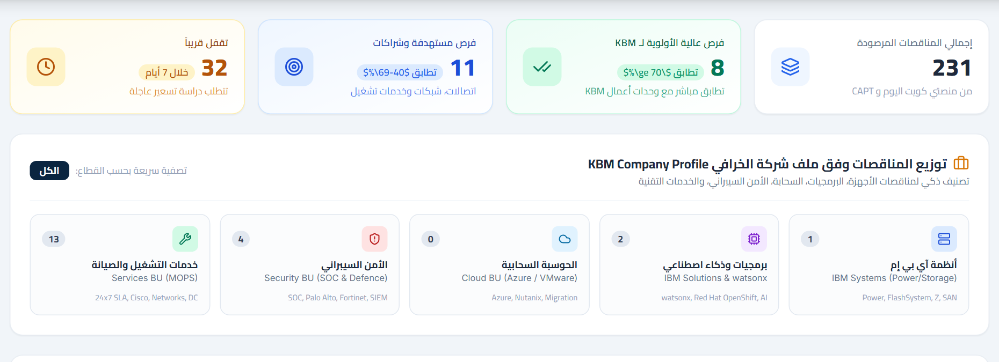 إجمالي المناقصات المرصودة
231
من منصتي كويت اليوم و CAPT
فرص عالية الأولوية لـ KBM
8 تطابق $\ge 70\%$
تطابق مباشر مع وحدات أعمال KBM
فرص مستهدفة وشراكات
11 تطابق $40-69\%$
اتصالات، شبكات وخدمات تشغيل
تقفل قريباً
32 خلال 7 أيام
تتطلب دراسة تسعير عاجلة
توزيع المناقصات وفق ملف شركة الخرافي KBM Company Profile
تصنيف ذكي لمناقصات الأجهزة، البرمجيات، السحابة، الأمن السيبراني، والخدمات التقنية
تصفية سريعة بحسب القطاع:
الكل
1
أنظمة آي بي إم
IBM Systems (Power/Storage)
Power, FlashSystem, Z, SAN
2
برمجيات وذكاء اصطناعي
IBM Solutions & watsonx
watsonx, Red Hat OpenShift, AI
0
الحوسبة السحابية
Cloud BU (Azure / VMware)
Azure, Nutanix, Migration
4
الأمن السيبراني
Security BU (SOC & Defence)
SOC, Palo Alto, Fortinet, SIEM
13
خدمات التشغيل والصيانة
Services BU (MOPS)
24x7 SLA, Cisco, Networks, DC